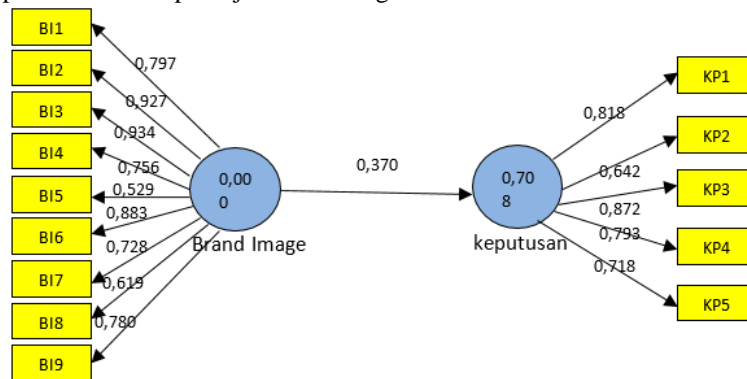 BI1
BI2
BI3
BI4
BI5
BI6
BI7
BI8
BI9
0,797
0,927
0,934
0,756
0,529
0,883
0,728
0,619
0,780
0,00
0
Brand Image
0,370
0,70
8
keputusan
0,818
0,642
0,872
0,793
0,718
KP1
KP2
KP3
KP4
KP5